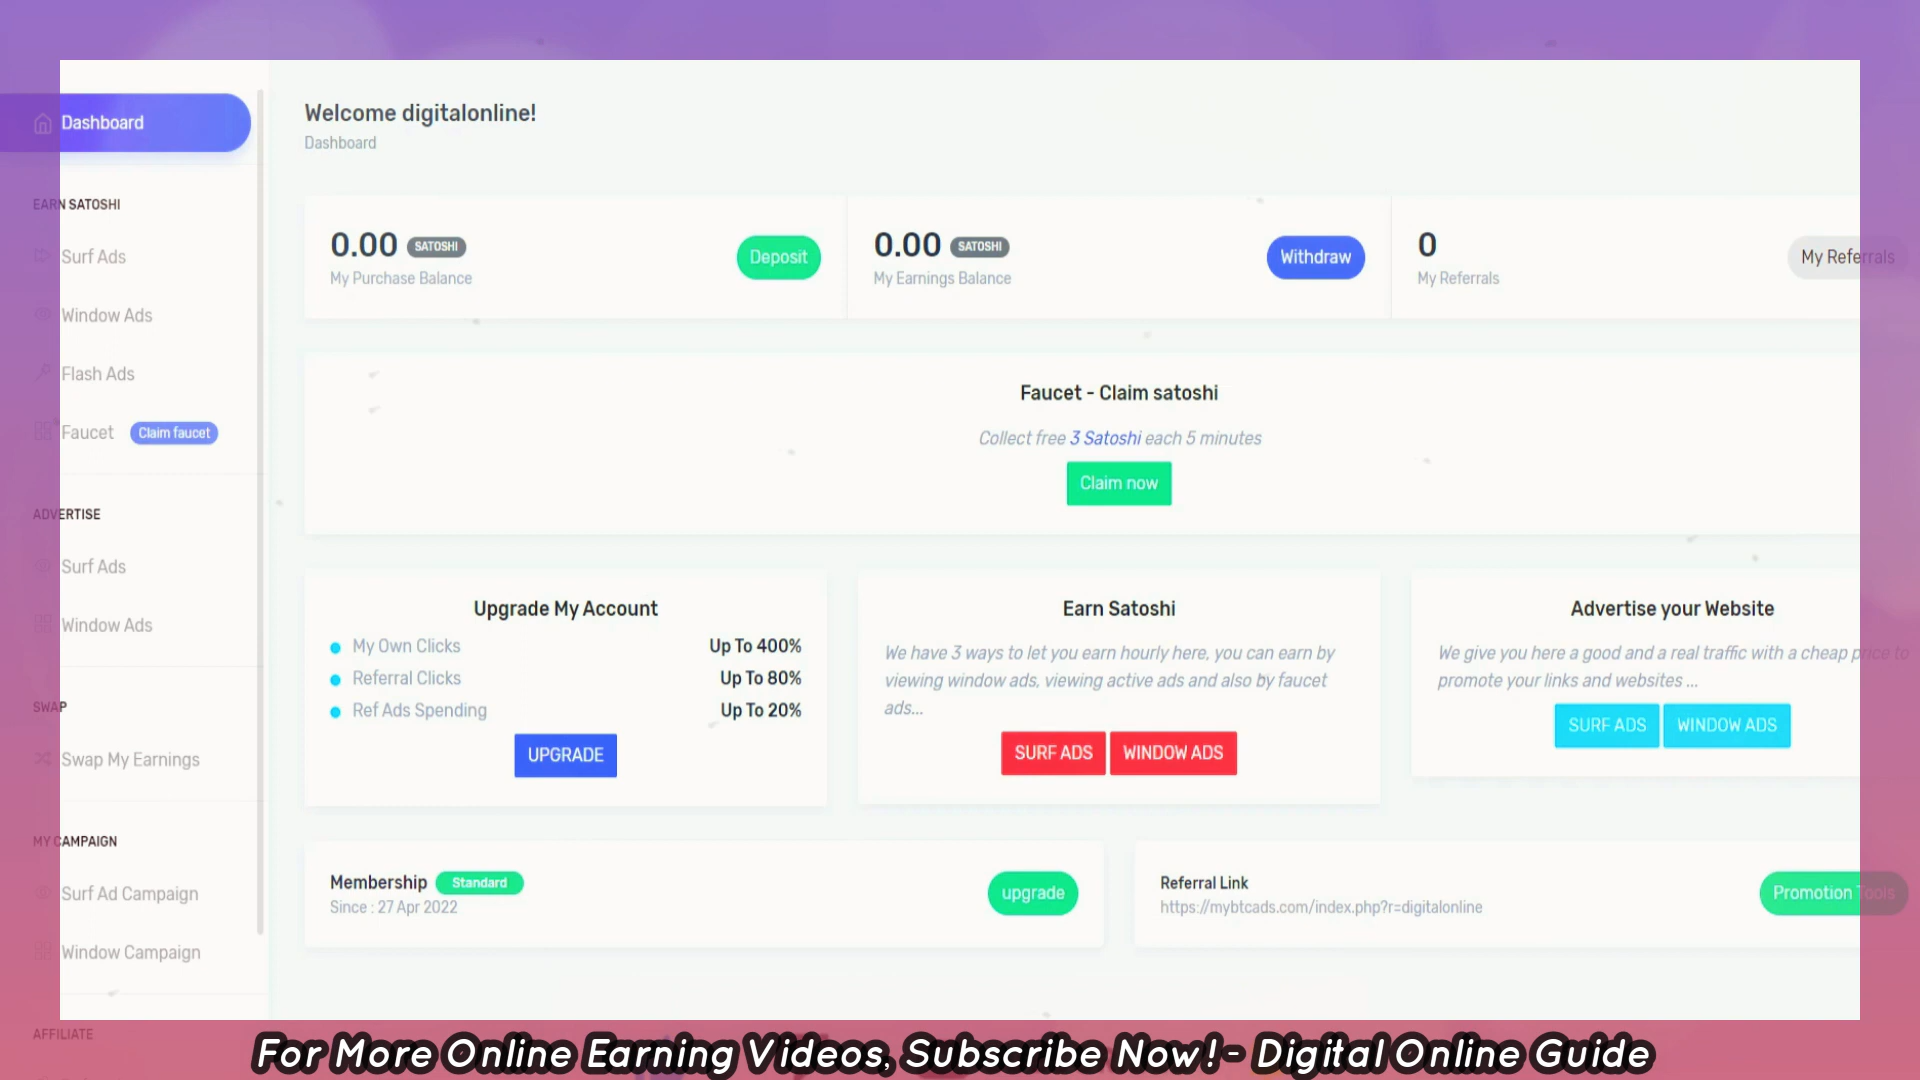 Dashboard
EARN SATOSHI
Surf Ads
Window Ads
Flash Ads
Faucet Claim faucet
ADVERTISE
Surf Ads
Window Ads
SWAP
Swap My Earnings
MY CAMPAIGN
Surf Ad Campaign
Window Campaign
AFFILIATE
Welcome digitalonline!
Dashboard
0.00 SATOSHI
My Purchase Balance
Deposit
0.00 SATOSHI
My Earnings Balance
Withdraw
0
My Referrals
My Referrals
Faucet - Claim satoshi
Collect free 3 Satoshi each 5 minutes
Claim now
Upgrade My Account
My Own Clicks Up To 400%
Referral Clicks Up To 80%
Ref Ads Spending Up To 20%
UPGRADE
Earn Satoshi
We have 3 ways to let you earn hourly here, you can earn by
viewing window ads, viewing active ads and also by faucet
ads...
SURF ADS WINDOW ADS
Advertise your Website
We give you here a good and a real traffic with a cheap price to
promote your links and websites ...
SURF ADS WINDOW ADS
Membership Standard
Since : 27 Apr 2022
upgrade
Referral Link
https://mybtcads.com/index.php?r=digitalonline
Promotion Tools
For More Online Earning Videos, Subscribe Now! - Digital Online Guide